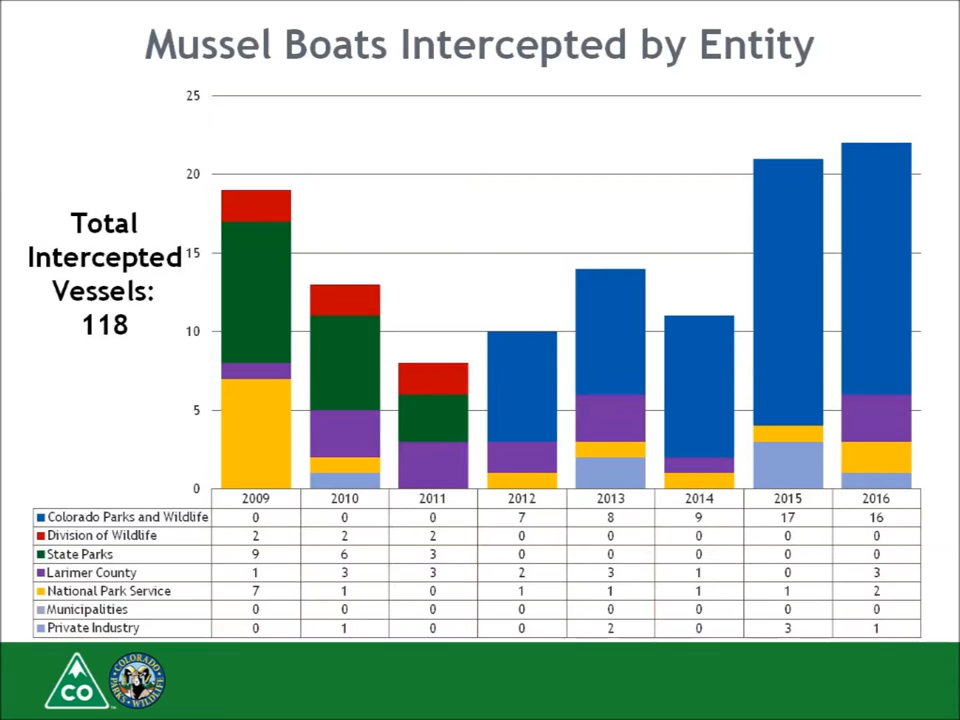 Mussel Boats Intercepted by Entity
25
20
15
10
5
0
Total
Intercepted
Vessels:
118
2009 2010 2011 2012 2013 2014 2015 2016
Colorado Parks and Wildlife 0 0 0 7 8 9 17 16
Division of Wildlife 2 2 2 0 0 0 0 0
State Parks 9 6 3 0 0 0 0 0
Larimer County 1 3 3 2 3 1 0 3
National Park Service 7 1 0 1 1 1 1 2
Municipalities 0 0 0 0 0 0 0 0
Private Industry 0 1 0 0 2 0 3 1
CO
COLORADO
PARKS & WILDLIFE